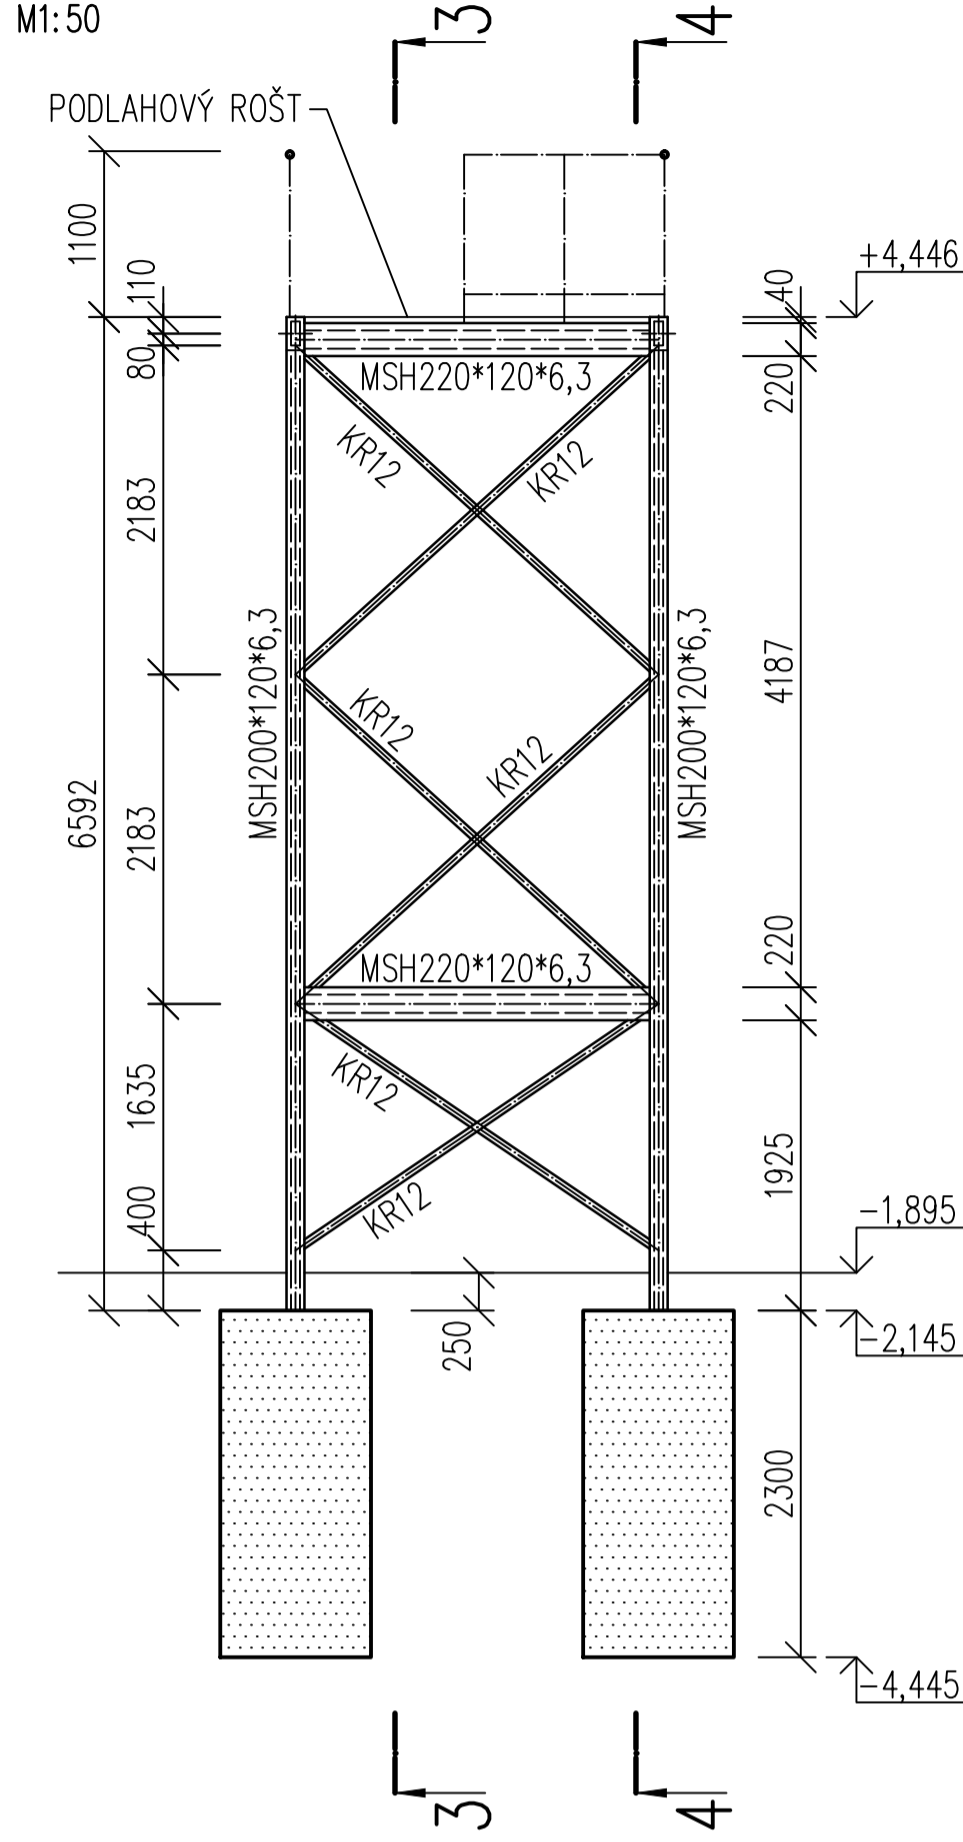 M1:50
3
4
PODLAHOVÝ ROŠT
1100
+4,446
110
40
80
MSH220*120*6,3
220
KR12
KR12
2183
MSH200*120*6,3
MSH200*120*6,3
4187
KR12
KR12
6592
2183
MSH220*120*6,3
220
KR12
1635
1925
KR12
400
-1,895
250
-2,145
2300
-4,445
3
4